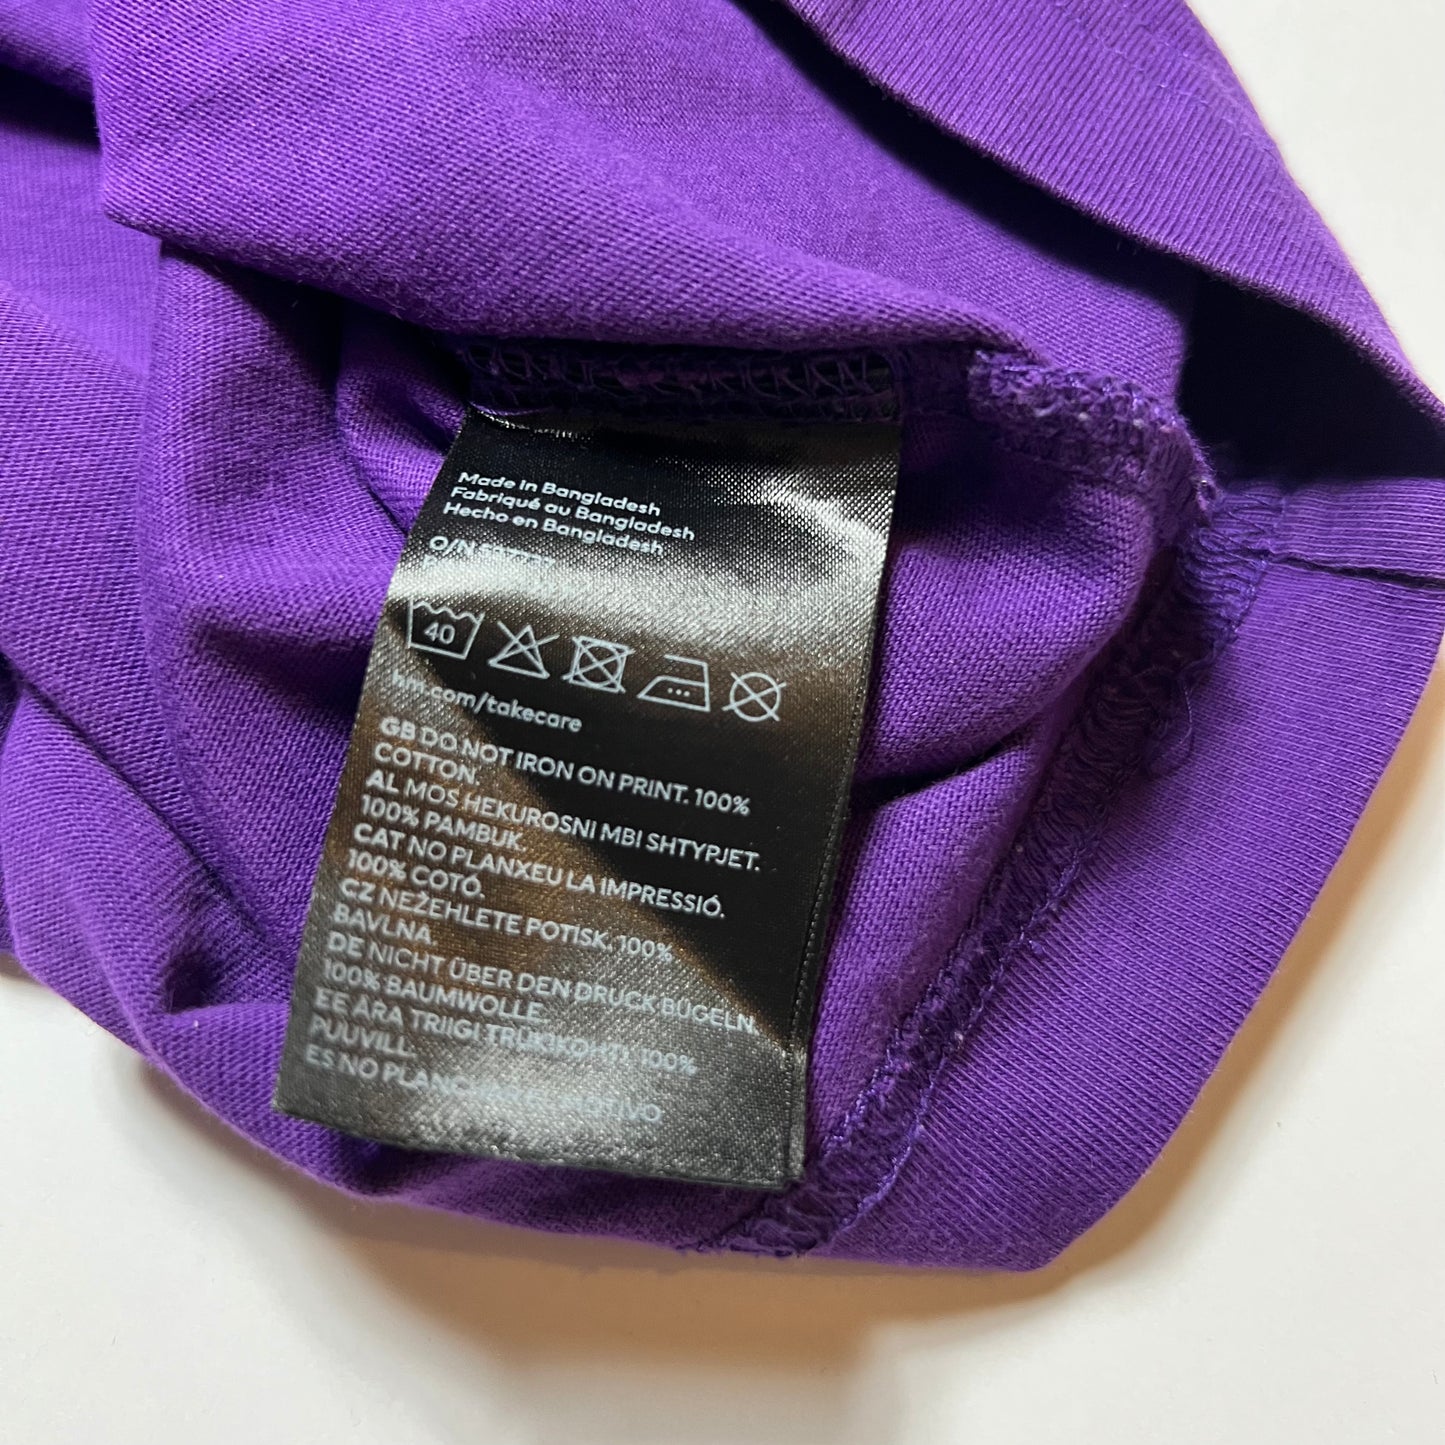 Made in Bangladesh
Fabriqué au Bangladesh
Hecho en Bangladesh
O/N
40
hm.com/takecare
GB DO NOT IRON ON PRINT. 100%
COTTON.
AL MOS HEKUROSNI MBI SHTYPJET.
100% PAMBUK.
CAT NO PLANXEU LA IMPRESSIÓ.
100% COTÓ.
CZ NEŽEHLETE POTISK. 100%
BAVLNA.
DE NICHT ÜBER DEN DRUCK BÜGELN.
100% BAUMWOLLE.
EE ÄRA TRIIGI TRÜKIKOHTI. 100%
PUUVILL.
ES NO